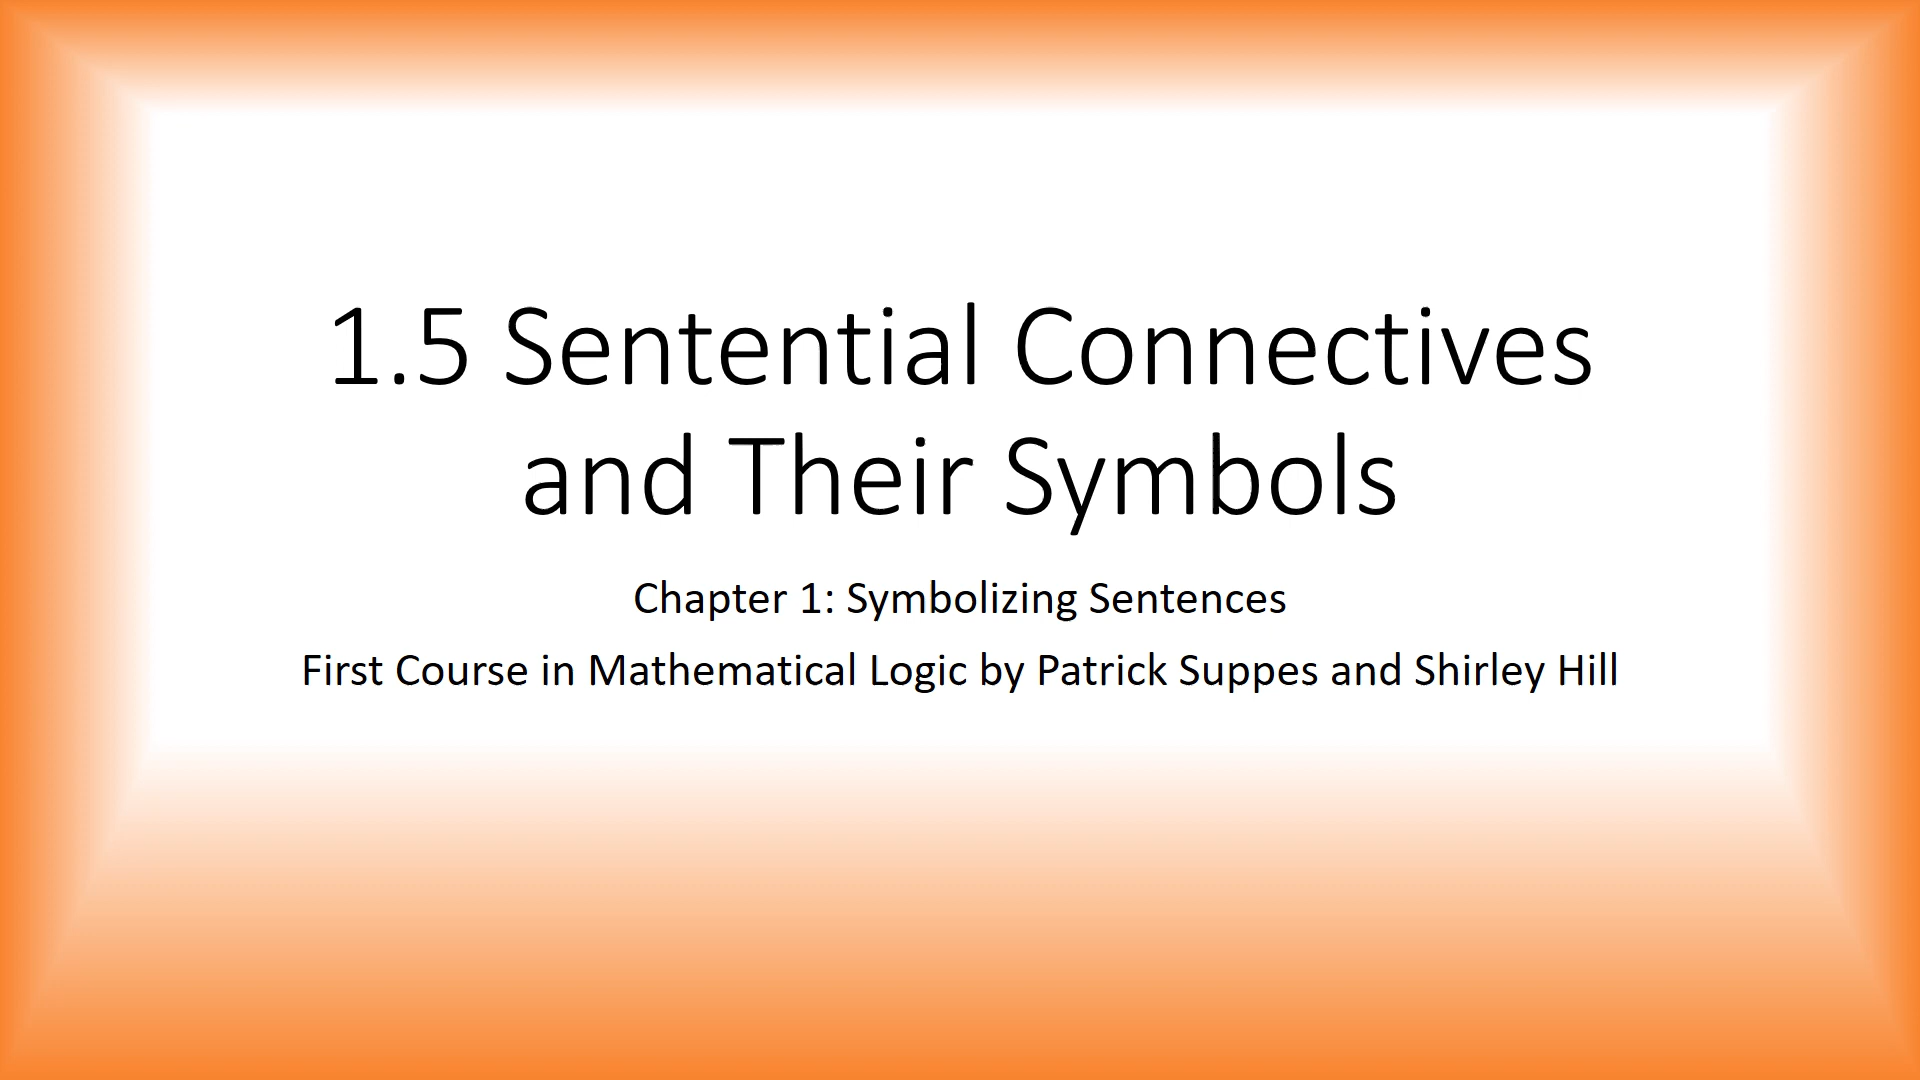 1.5 Sentential Connectives
and Their Symbols
Chapter 1: Symbolizing Sentences
First Course in Mathematical Logic by Patrick Suppes and Shirley Hill